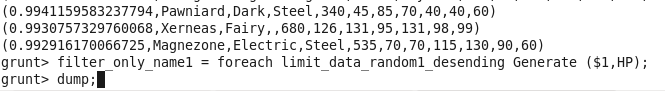 (0.9941159583237794,Pawniard,Dark,Steel,340,45,85,70,40,40,60)
(0.9930757329760068,Xerneas,Fairy,,680,126,131,95,131,98,99)
(0.992916170066725,Magnezone,Electric,Steel,535,70,70,115,130,90,60)
grunt> filter_only_name1 = foreach limit_data_random1_desending Generate ($1,HP);
grunt> dump;